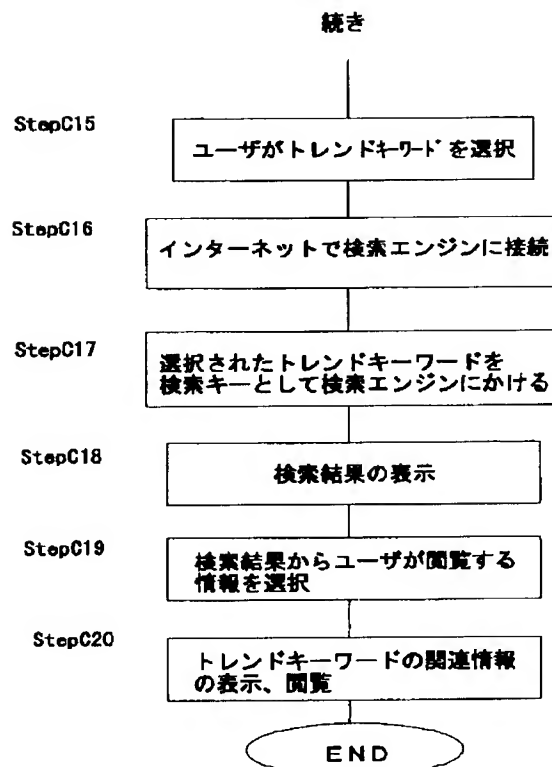 続き
StepC15
ユーザがトレンドｷｰﾜｰﾄﾞを選択
StepC16
インターネットで検索エンジンに接続
StepC17
選択されたトレンドキーワードを
検索キーとして検索エンジンにかける
StepC18
検索結果の表示
StepC19
検索結果からユーザが閲覧する
情報を選択
StepC20
トレンドキーワードの関連情報
の表示、閲覧
END